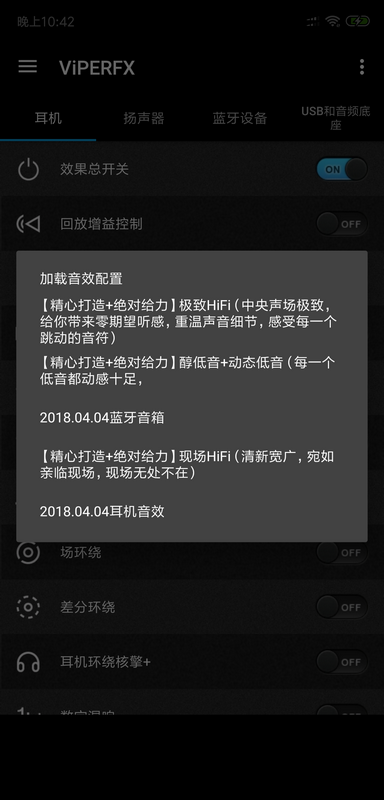 晚上10:42
ViPERFX
耳机
扬声器
蓝牙设备
USB和音频底
座
效果总开关
ON
回放增益控制
OFF
加载音效配置
【精心打造+绝对给力】极致HiFi（中央声场极致，
给你带来零期望听感，重温声音细节，感受每一个
跳动的音符）
【精心打造+绝对给力】醇低音+动态低音（每一个
低音都动感十足，
2018.04.04蓝牙音箱
【精心打造+绝对给力】现场HiFi（清新宽广，宛如
亲临现场，现场无处不在）
2018.04.04耳机音效
场环绕
OFF
差分环绕
OFF
耳机环绕核擎+
OFF